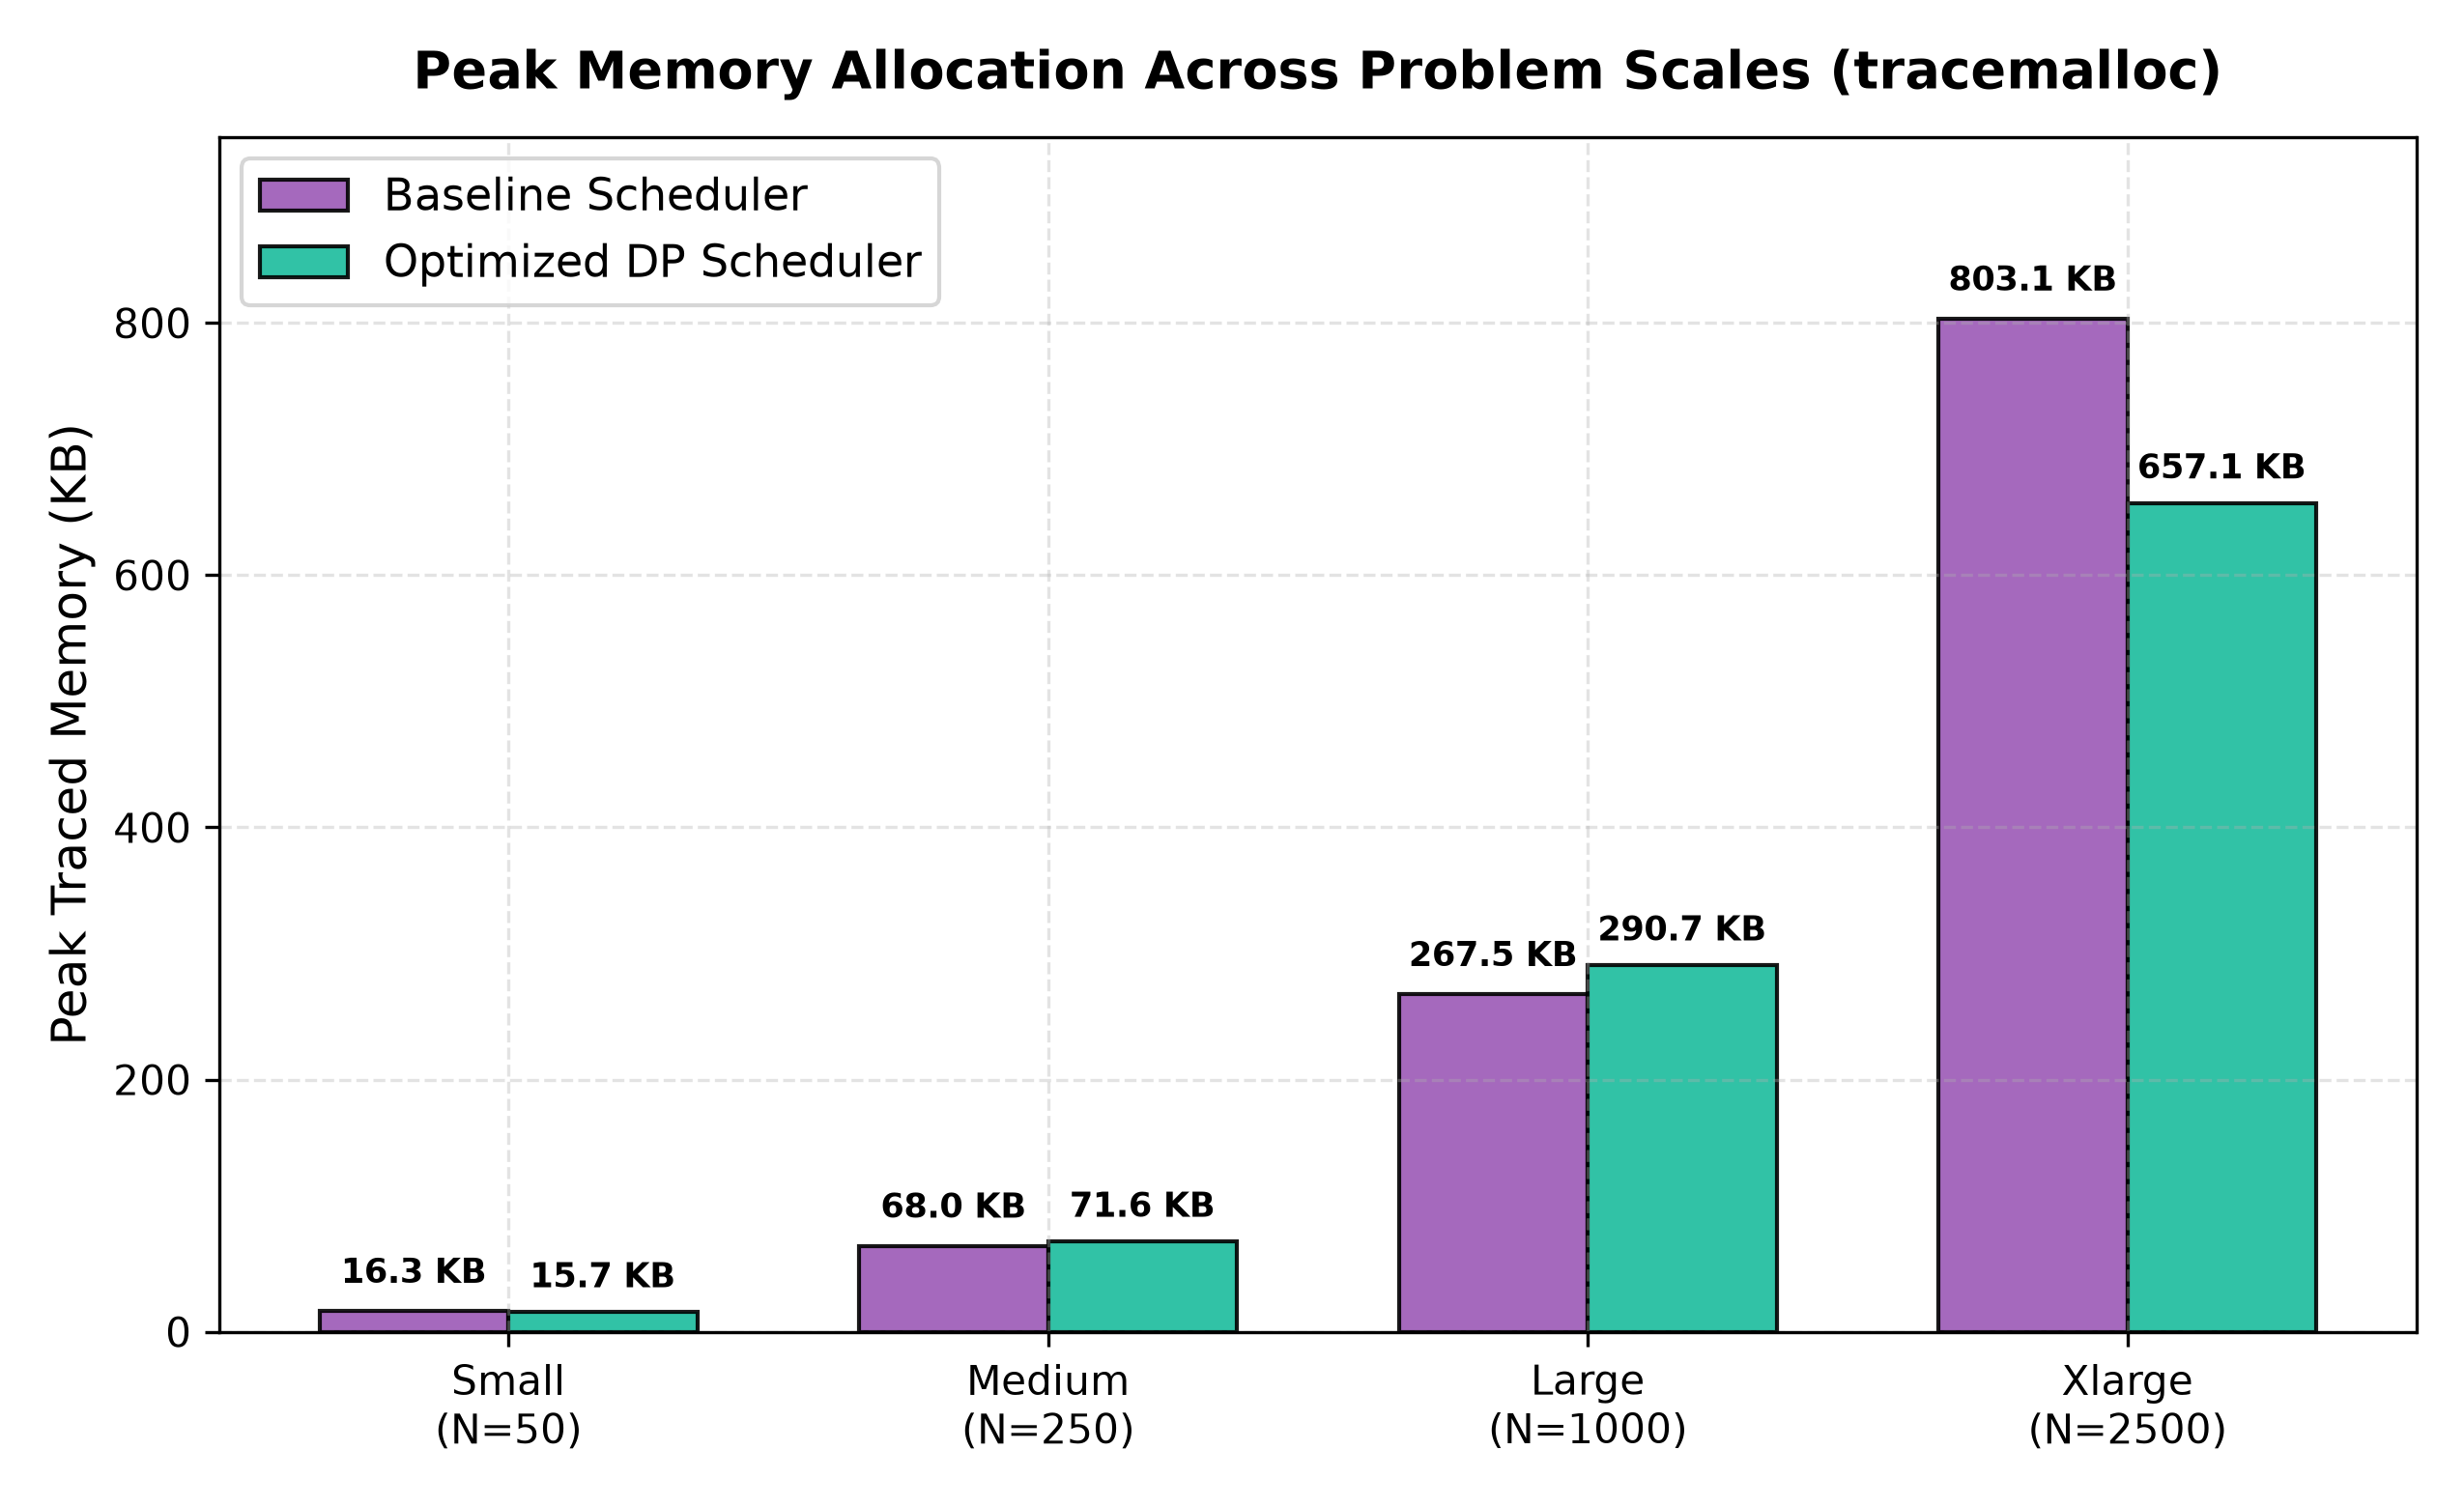 Peak Memory Allocation Across Problem Scales (tracemalloc)
Baseline Scheduler
Optimized DP Scheduler
Peak Traced Memory (KB)
800
600
400
200
0
16.3 KB
15.7 KB
68.0 KB
71.6 KB
267.5 KB
290.7 KB
803.1 KB
657.1 KB
Small
(N=50)
Medium
(N=250)
Large
(N=1000)
Xlarge
(N=2500)